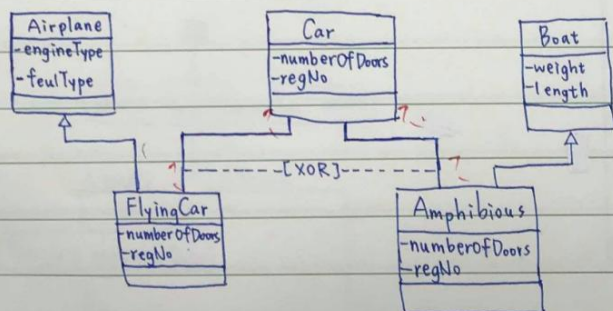 Airplane
-engineType
-feulType
Car
-numberOfDoors
-regNo
Boat
-weight
-length
-[XOR]-
FlyingCar
-numberOfDoors
-regNo
Amphibious
-numberOfDoors
-regNo